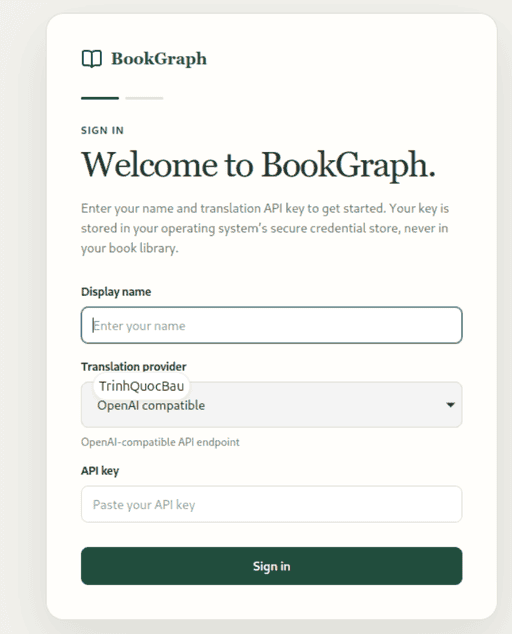 BookGraph
SIGN IN
Welcome to BookGraph.
Enter your name and translation API key to get started. Your key is
stored in your operating system's secure credential store, never in
your book library.
Display name
Enter your name
Translation provider
TrinhQuocBau
OpenAI compatible
OpenAI-compatible API endpoint
API key
Paste your API key
Sign in